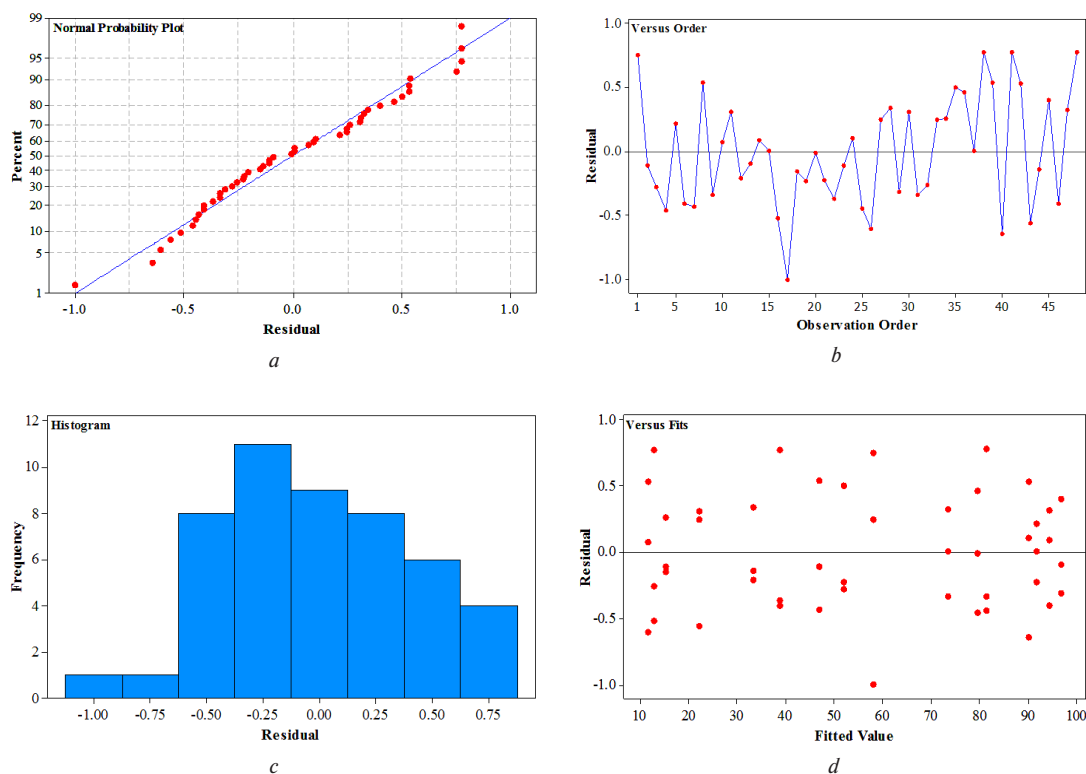 Normal Probability Plot
99
95
90
80
70
60
50
40
30
20
10
5
1
Percent
-1.0 -0.5 0.0 0.5 1.0
Residual
a
Versus Order
1.0
0.5
0.0
-0.5
-1.0
Residual
1 5 10 15 20 25 30 35 40 45
Observation Order
b
Histogram
12
10
8
6
4
2
0
Frequency
-1.00 -0.75 -0.50 -0.25 0.00 0.25 0.50 0.75
Residual
c
Versus Fits
1.0
0.5
0.0
-0.5
-1.0
Residual
10 20 30 40 50 60 70 80 90 100
Fitted Value
d